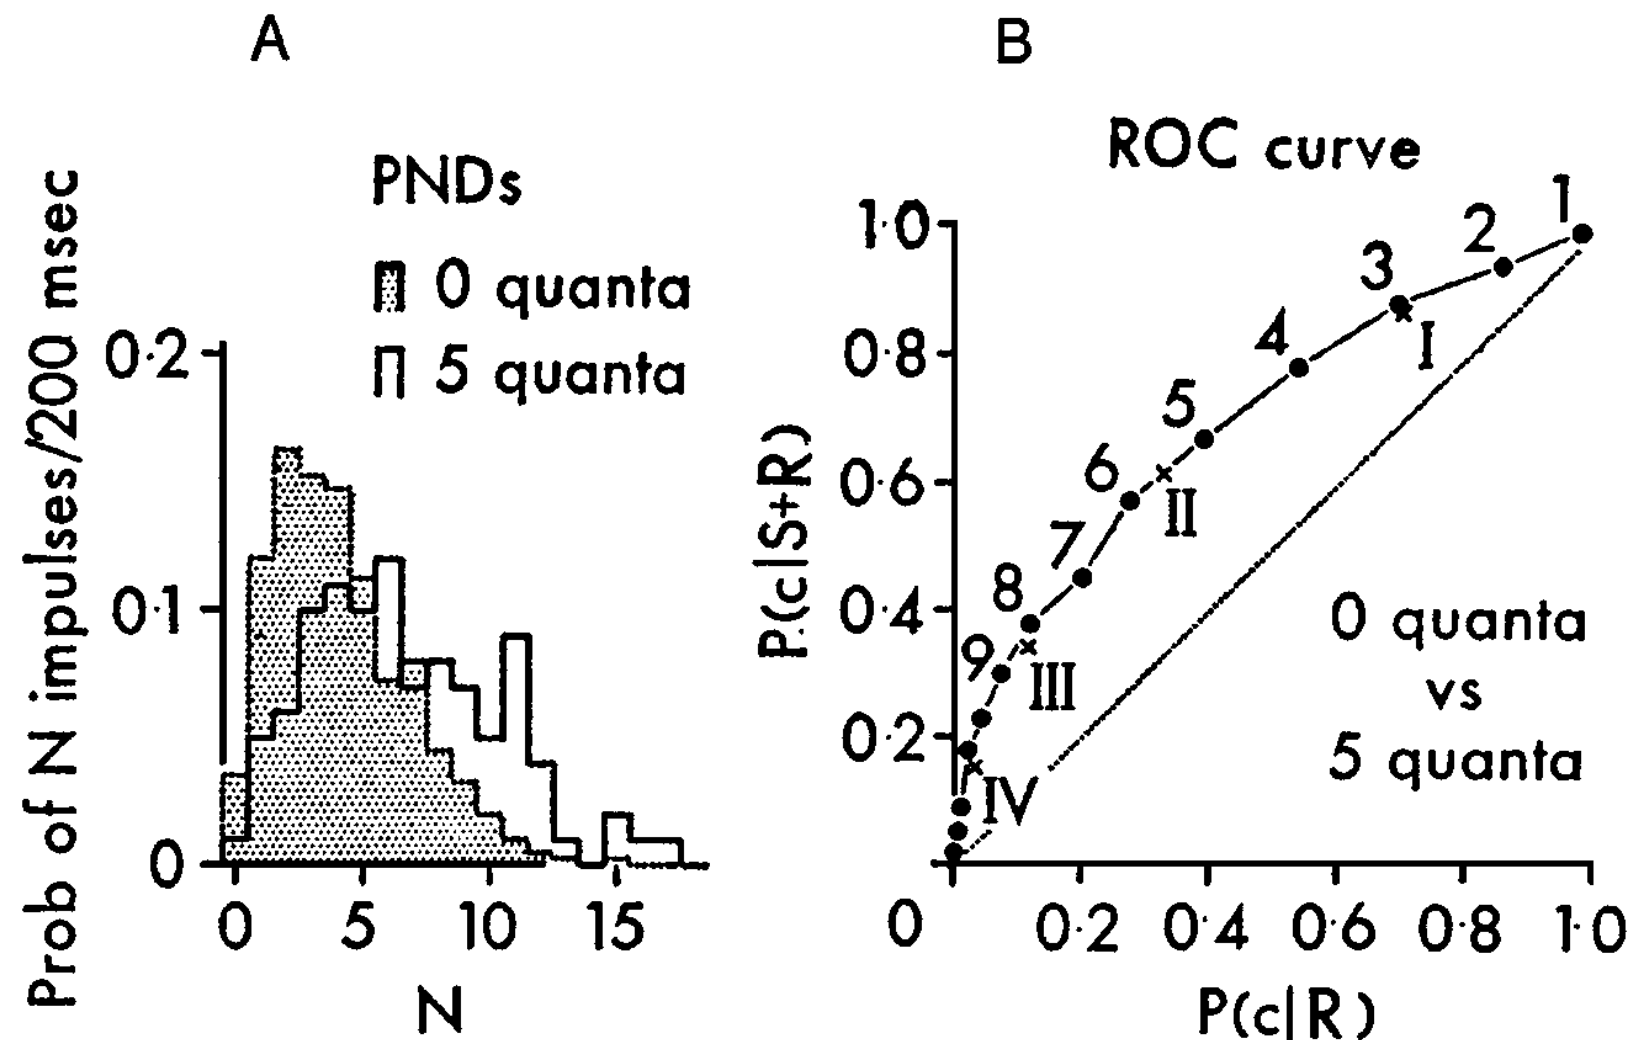 A
PNDs
0 quanta
5 quanta
Prob of N impulses/200 msec
0·2
0·1
0
0 5 10 15
N
B
ROC curve
P(c|S+R)
1·0
0·8
0·6
0·4
0·2
1
2
3
I
4
5
6
II
7
8
9
III
IV
0 quanta
vs
5 quanta
0 0·2 0·4 0·6 0·8 1·0
P(c|R)